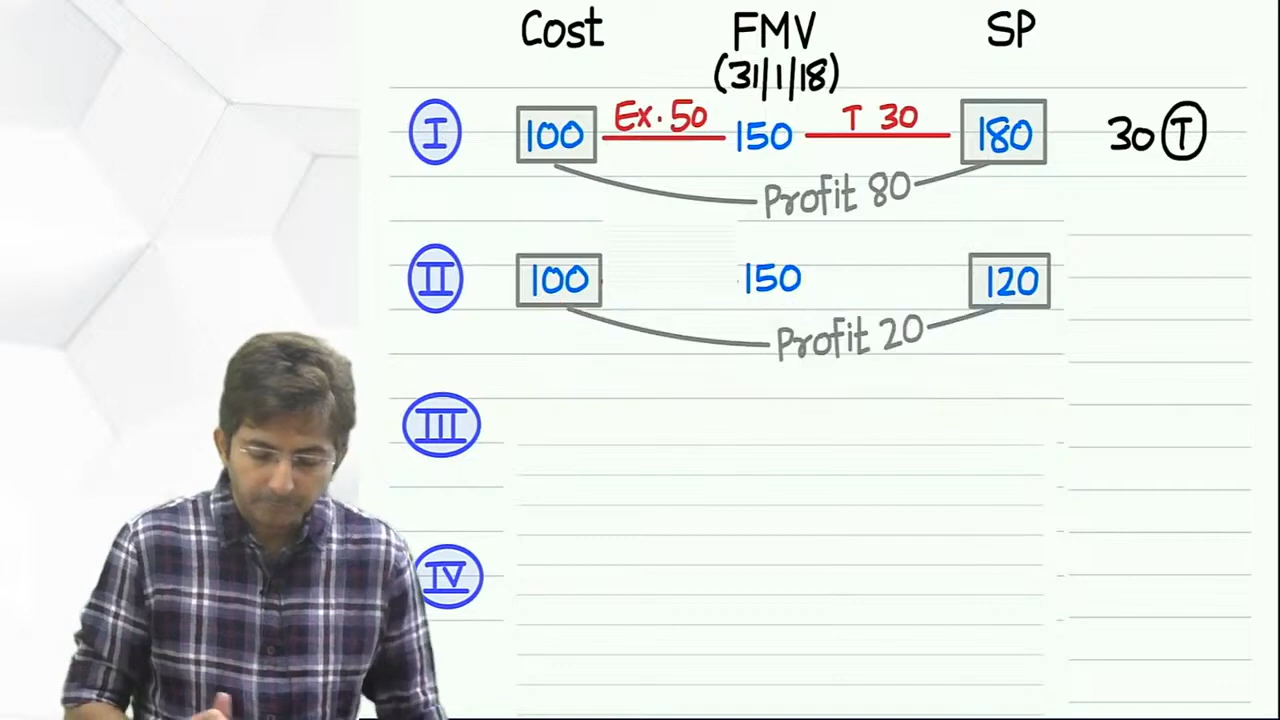 Cost FMV SP
(31/1/18)
I 100 Ex. 50 150 T 30 180 30 T
Profit 80
II 100 150 120
Profit 20
III
IV